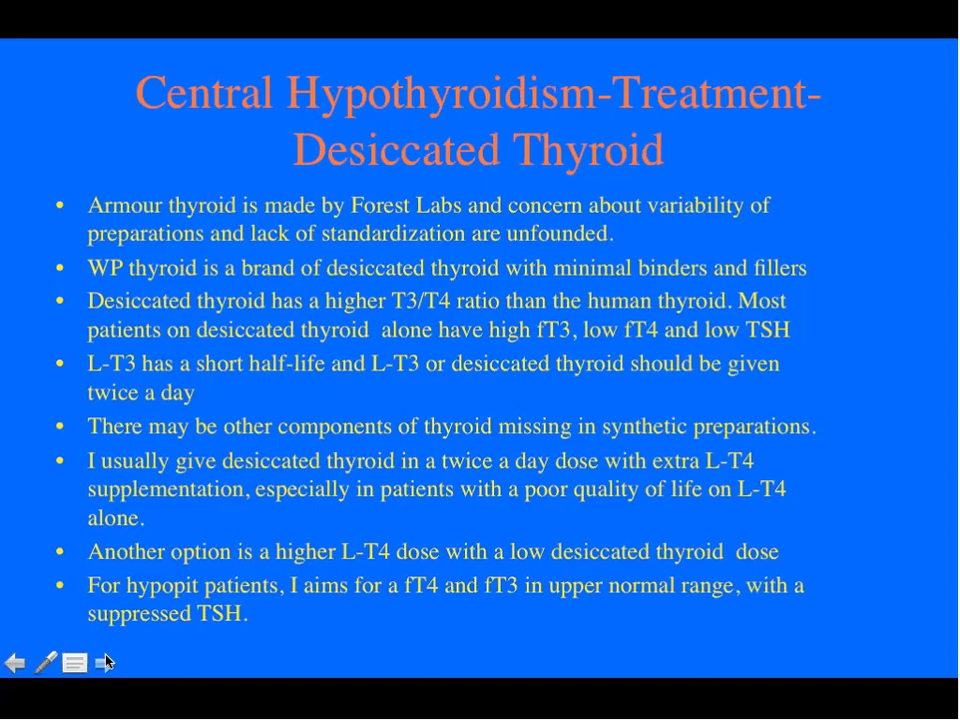 Central Hypothyroidism-Treatment-
Desiccated Thyroid
• Armour thyroid is made by Forest Labs and concern about variability of
preparations and lack of standardization are unfounded.
• WP thyroid is a brand of desiccated thyroid with minimal binders and fillers
• Desiccated thyroid has a higher T3/T4 ratio than the human thyroid. Most
patients on desiccated thyroid  alone have high fT3, low fT4 and low TSH
• L-T3 has a short half-life and L-T3 or desiccated thyroid should be given
twice a day
• There may be other components of thyroid missing in synthetic preparations.
• I usually give desiccated thyroid in a twice a day dose with extra L-T4
supplementation, especially in patients with a poor quality of life on L-T4
alone.
• Another option is a higher L-T4 dose with a low desiccated thyroid  dose
• For hypopit patients, I aims for a fT4 and fT3 in upper normal range, with a
suppressed TSH.